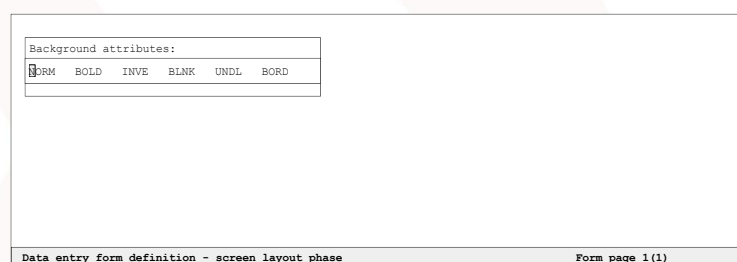 Background attributes:
NORM BOLD INVE BLNK UNDL BORD
Data entry form definition - screen layout phase Form page 1(1)